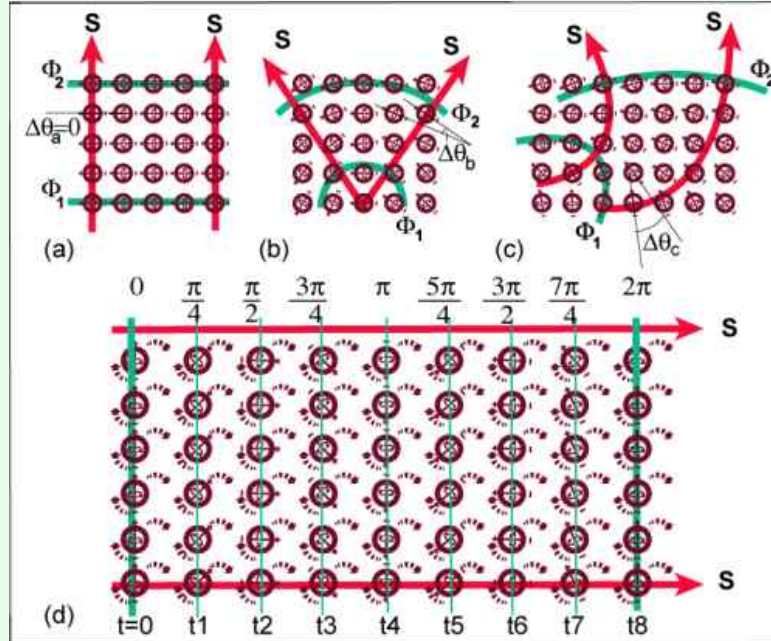 S S S S S S
Φ2 Φ2
Δθa=0 Φ2
Δθb
Φ1
Φ1 Φ1
(a) (b) (c) Δθc
0 π/4 π/2 3π/4 π 5π/4 3π/2 7π/4 2π
S
S
(d)
t=0 t1 t2 t3 t4 t5 t6 t7 t8